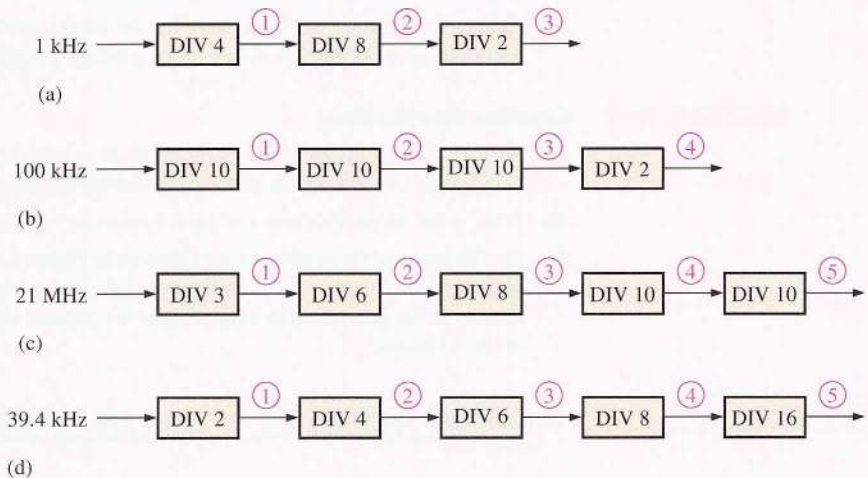 ① ② ③
1 kHz DIV 4 DIV 8 DIV 2
(a)
① ② ③ ④
100 kHz DIV 10 DIV 10 DIV 10 DIV 2
(b)
① ② ③ ④ ⑤
21 MHz DIV 3 DIV 6 DIV 8 DIV 10 DIV 10
(c)
① ② ③ ④ ⑤
39.4 kHz DIV 2 DIV 4 DIV 6 DIV 8 DIV 16
(d)